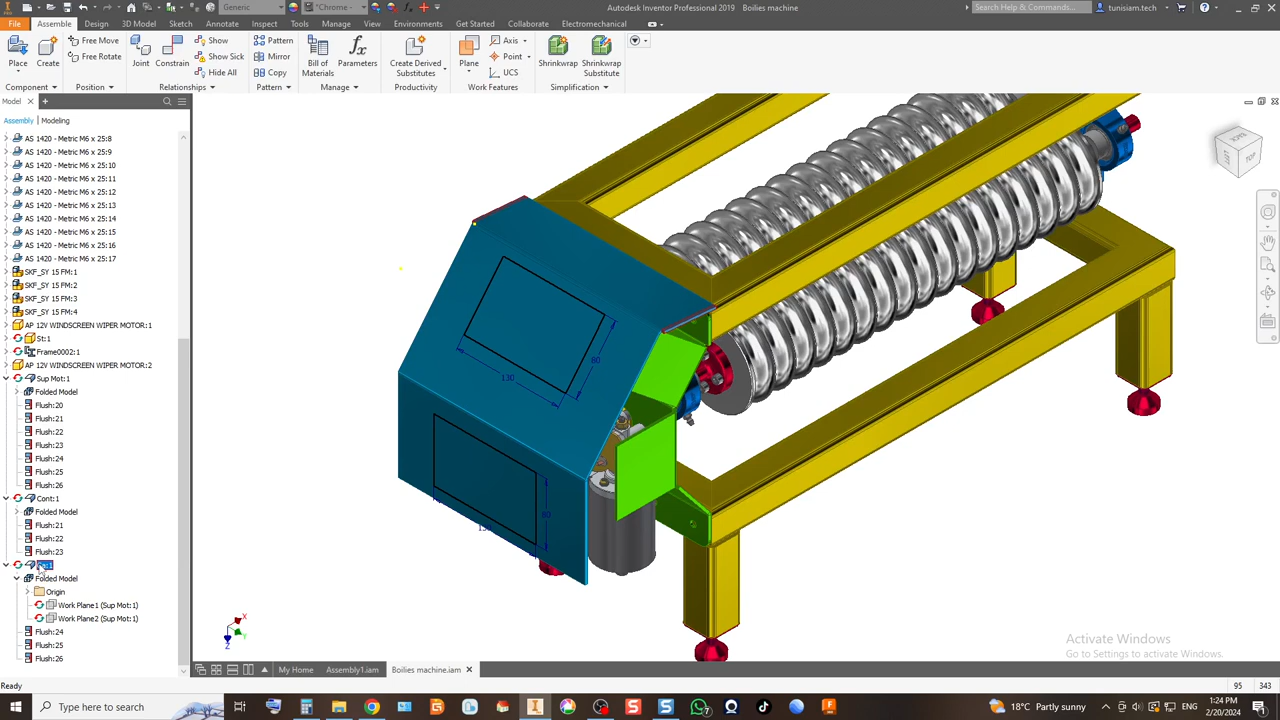 Generic
Chrome
Autodesk Inventor Professional 2019 Boilies machine
Search Help & Commands...
tunisiam.tech
File
Assemble
Design
3D Model
Sketch
Annotate
Inspect
Tools
Manage
View
Environments
Get Started
Collaborate
Electromechanical
Place
Create
Free Move
Free Rotate
Joint
Constrain
Show
Show Sick
Hide All
Pattern
Mirror
Copy
Bill of Materials
Parameters
Create Derived Substitutes
Plane
Axis
Point
UCS
Shrinkwrap
Shrinkwrap Substitute
Component
Position
Relationships
Pattern
Manage
Productivity
Work Features
Simplification
Model
Assembly
Modeling
AS 1420 - Metric M6 x 25:8
AS 1420 - Metric M6 x 25:9
AS 1420 - Metric M6 x 25:10
AS 1420 - Metric M6 x 25:11
AS 1420 - Metric M6 x 25:12
AS 1420 - Metric M6 x 25:13
AS 1420 - Metric M6 x 25:14
AS 1420 - Metric M6 x 25:15
AS 1420 - Metric M6 x 25:16
AS 1420 - Metric M6 x 25:17
SKF_SY 15 FM:1
SKF_SY 15 FM:2
SKF_SY 15 FM:3
SKF_SY 15 FM:4
AP 12V WINDSCREEN WIPER MOTOR:1
St:1
Frame0002:1
AP 12V WINDSCREEN WIPER MOTOR:2
Sup Mot:1
Folded Model
Flush:20
Flush:21
Flush:22
Flush:23
Flush:24
Flush:25
Flush:26
Cont:1
Folded Model
Flush:21
Flush:22
Flush:23
Folded Model
Origin
Work Plane1 (Sup Mot:1)
Work Plane2 (Sup Mot:1)
Flush:24
Flush:25
Flush:26
80
130
80
TOP
X
Y
Z
Activate Windows
Go to Settings to activate Windows.
My Home
Assembly1.iam
Boilies machine.iam
Ready
95 343
Type here to search
18°C Partly sunny
1:24 PM
2/20/2024